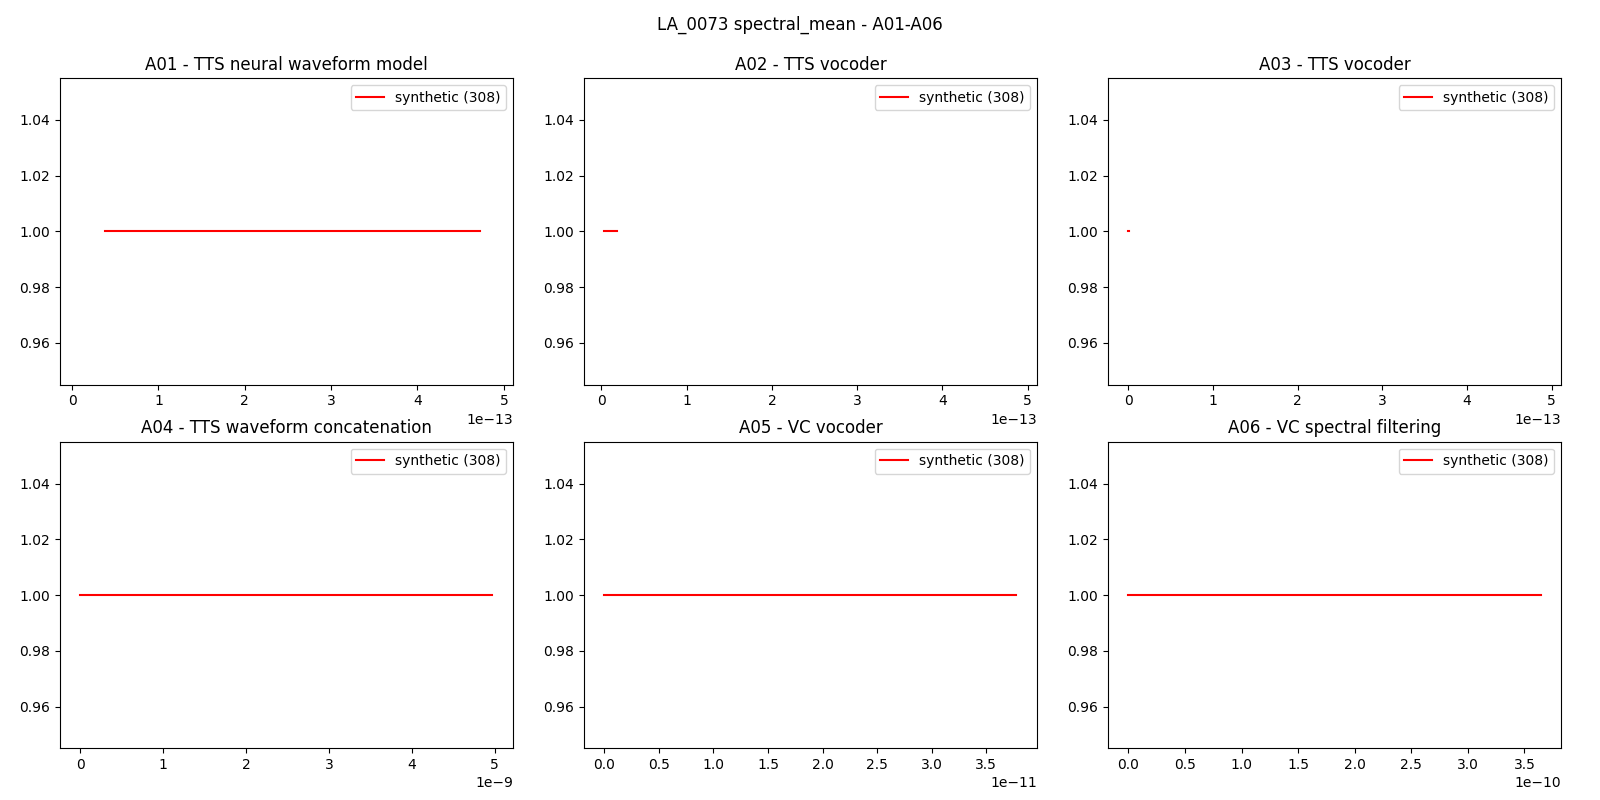 LA_0073 spectral_mean - A01-A06
A01 - TTS neural waveform model
A02 - TTS vocoder
A03 - TTS vocoder
synthetic (308)
synthetic (308)
synthetic (308)
1.04
1.02
1.00
0.98
0.96
1.04
1.02
1.00
0.98
0.96
1.04
1.02
1.00
0.98
0.96
0 1 2 3 4 5
1e−13
0 1 2 3 4 5
1e−13
0 1 2 3 4 5
1e−13
A04 - TTS waveform concatenation
A05 - VC vocoder
A06 - VC spectral filtering
synthetic (308)
synthetic (308)
synthetic (308)
1.04
1.02
1.00
0.98
0.96
1.04
1.02
1.00
0.98
0.96
1.04
1.02
1.00
0.98
0.96
0 1 2 3 4 5
1e−9
0.0 0.5 1.0 1.5 2.0 2.5 3.0 3.5
1e−11
0.0 0.5 1.0 1.5 2.0 2.5 3.0 3.5
1e−10